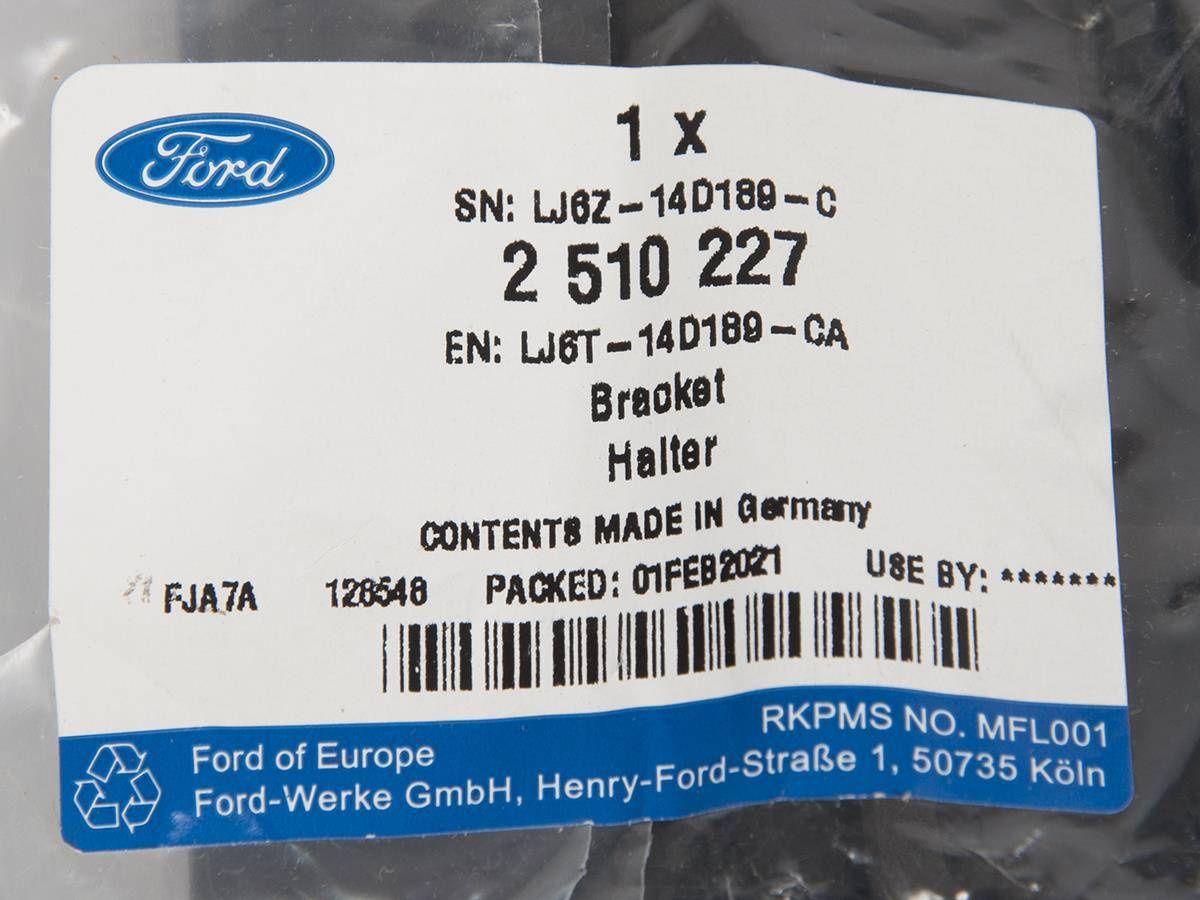 Ford
1 x
SN: LJ6Z-14D189-C
2 510 227
EN: LJ6T-14D189-CA
Bracket
Halter
CONTENTS MADE IN Germany
FJA7A 128548 PACKED: 01FEB2021 USE BY: *******
RKPMS NO. MFL001
Ford of Europe
Ford-Werke GmbH, Henry-Ford-Straße 1, 50735 Köln